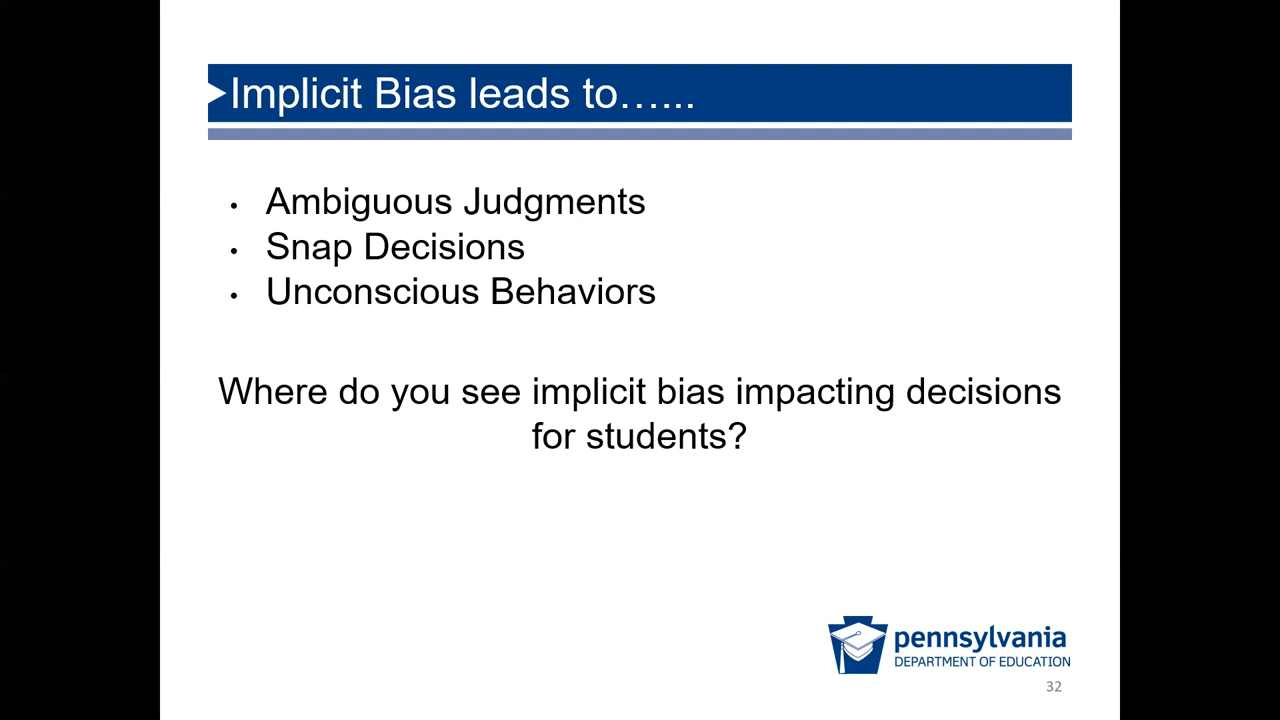 Implicit Bias leads to…...
• Ambiguous Judgments
• Snap Decisions
• Unconscious Behaviors
Where do you see implicit bias impacting decisions
for students?
pennsylvania
DEPARTMENT OF EDUCATION
32